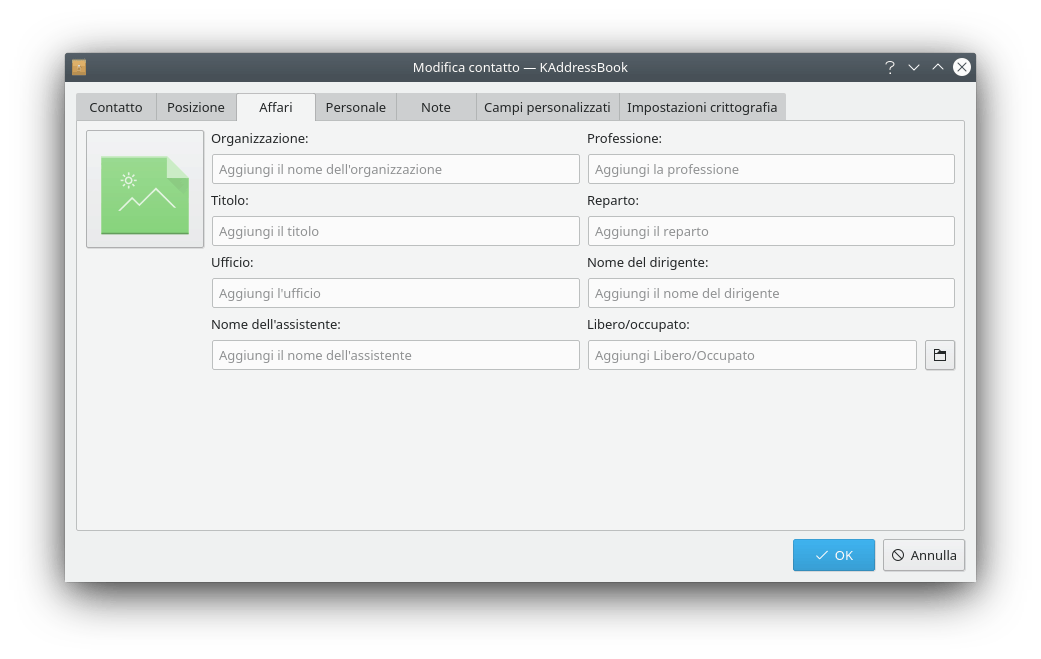 Modifica contatto — KAddressBook
Contatto Posizione Affari Personale Note Campi personalizzati Impostazioni crittografia
Organizzazione: Professione:
Aggiungi il nome dell'organizzazione Aggiungi la professione
Titolo: Reparto:
Aggiungi il titolo Aggiungi il reparto
Ufficio: Nome del dirigente:
Aggiungi l'ufficio Aggiungi il nome del dirigente
Nome dell'assistente: Libero/occupato:
Aggiungi il nome dell'assistente Aggiungi Libero/Occupato
OK Annulla